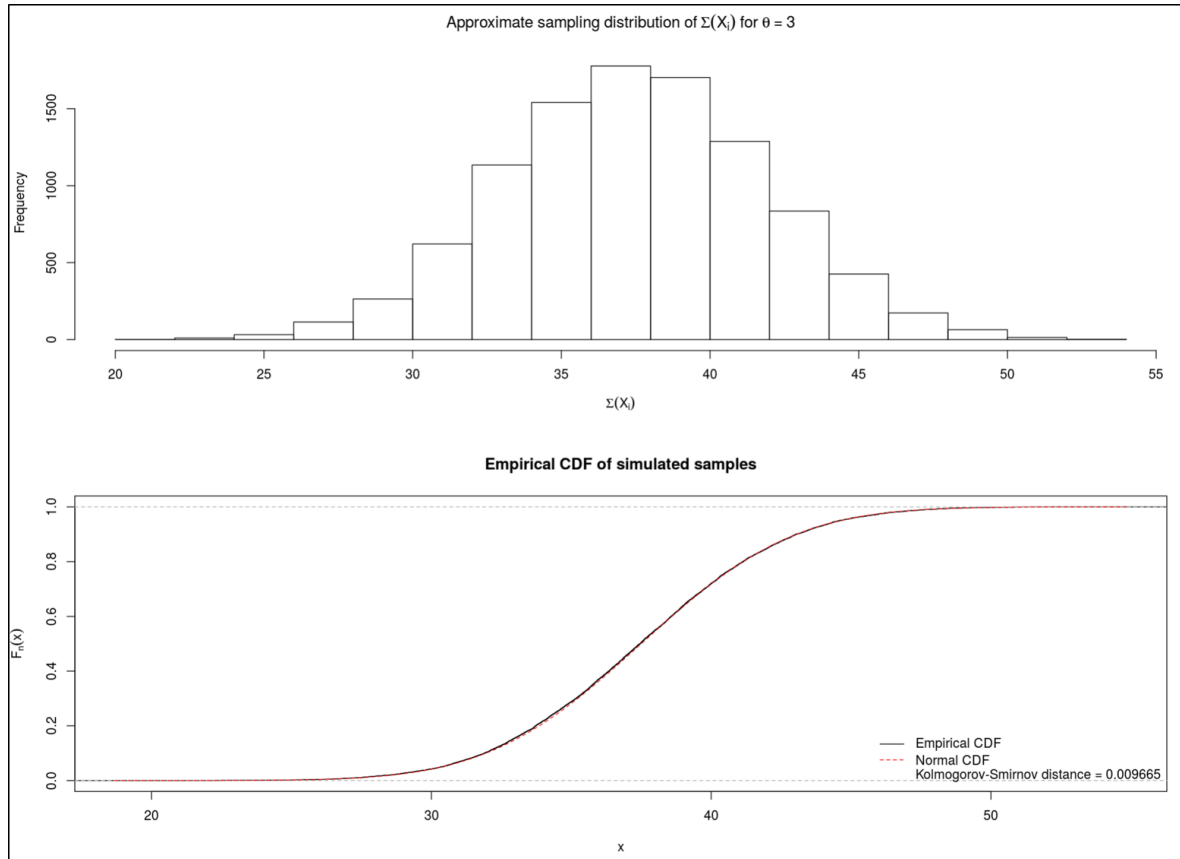 Approximate sampling distribution of Σ(Xᵢ) for θ = 3
Frequency
1500
1000
500
0
20 25 30 35 40 45 50 55
Σ(Xᵢ)
Empirical CDF of simulated samples
Fₙ(x)
1.0
0.8
0.6
0.4
0.2
0.0
Empirical CDF
Normal CDF
Kolmogorov-Smirnov distance = 0.009665
20 30 40 50
x